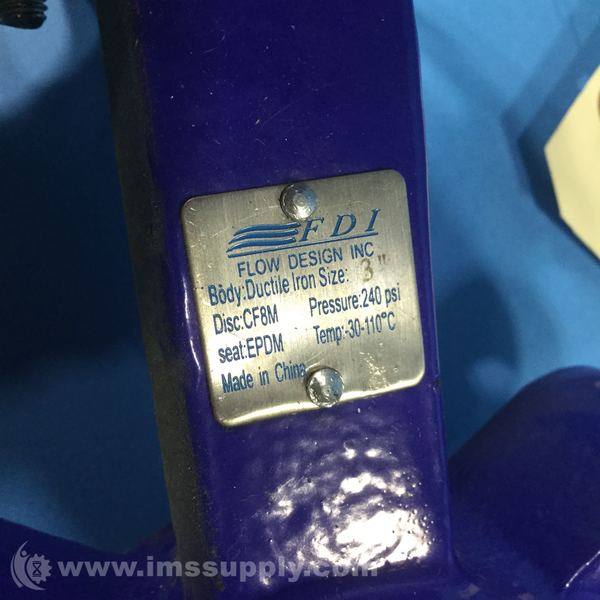 FDI
FLOW DESIGN INC
Body:Ductile Iron Size: 3"
Disc:CF8M Pressure:240 psi
seat:EPDM Temp:-30-110°C
Made in China
www.imssupply.com